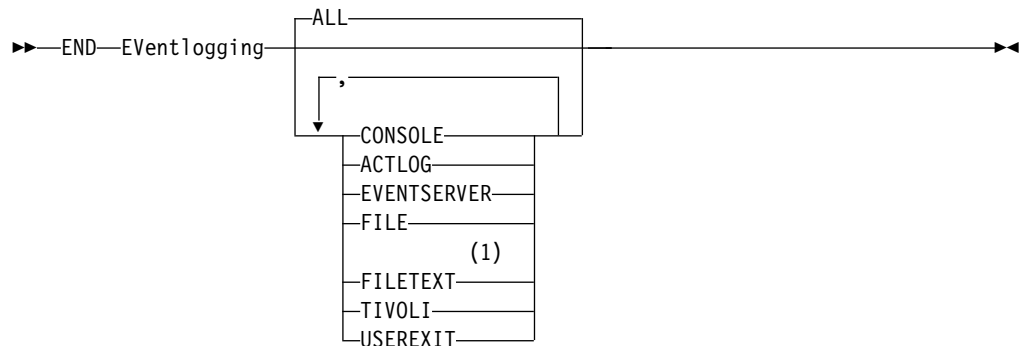 ALL
END EVentlogging
,
CONSOLE
ACTLOG
EVENTSERVER
FILE
(1)
FILETEXT
TIVOLI
USEREXIT